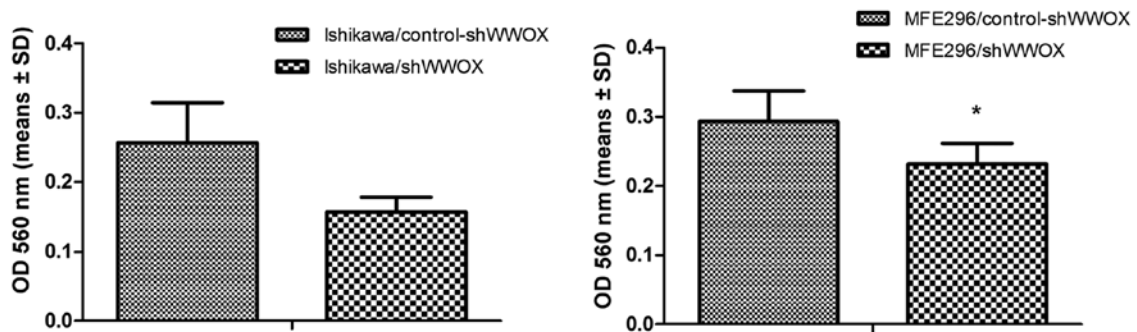 Ishikawa/control-shWWOX
Ishikawa/shWWOX
OD 560 nm (means ± SD)
0.4
0.3
0.2
0.1
0.0
MFE296/control-shWWOX
MFE296/shWWOX
OD 560 nm (means ± SD)
0.4
0.3
0.2
0.1
0.0
*